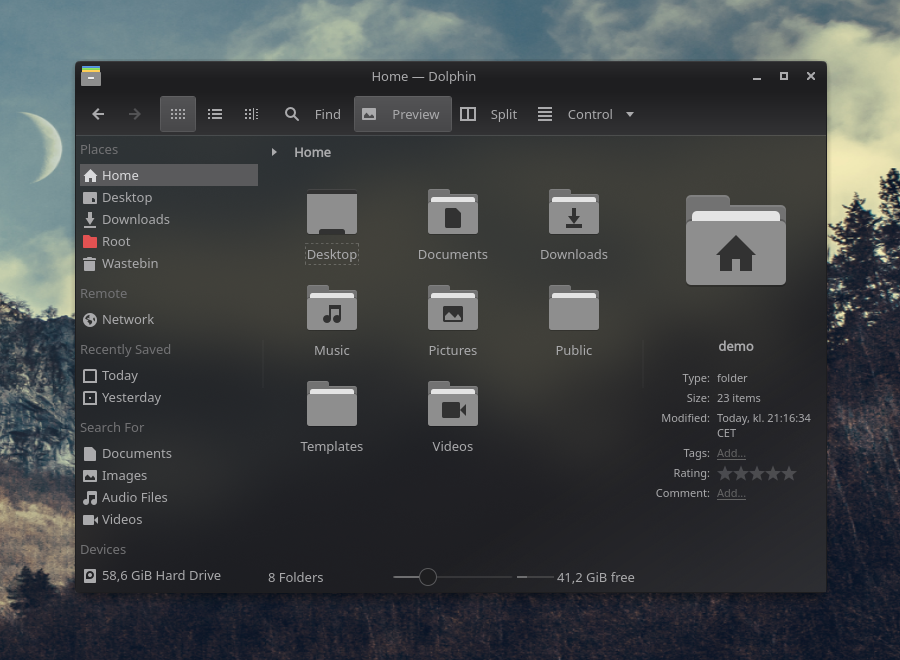 Home — Dolphin
Find
Preview
Split
Control
Places
Home
Desktop
Downloads
Root
Wastebin
Remote
Network
Recently Saved
Today
Yesterday
Search For
Documents
Images
Audio Files
Videos
Devices
58,6 GiB Hard Drive
Home
Desktop
Documents
Downloads
Music
Pictures
Public
Templates
Videos
8 Folders
41,2 GiB free
demo
Type: folder
Size: 23 items
Modified: Today, kl. 21:16:34
CET
Tags: Add...
Rating:
Comment: Add...